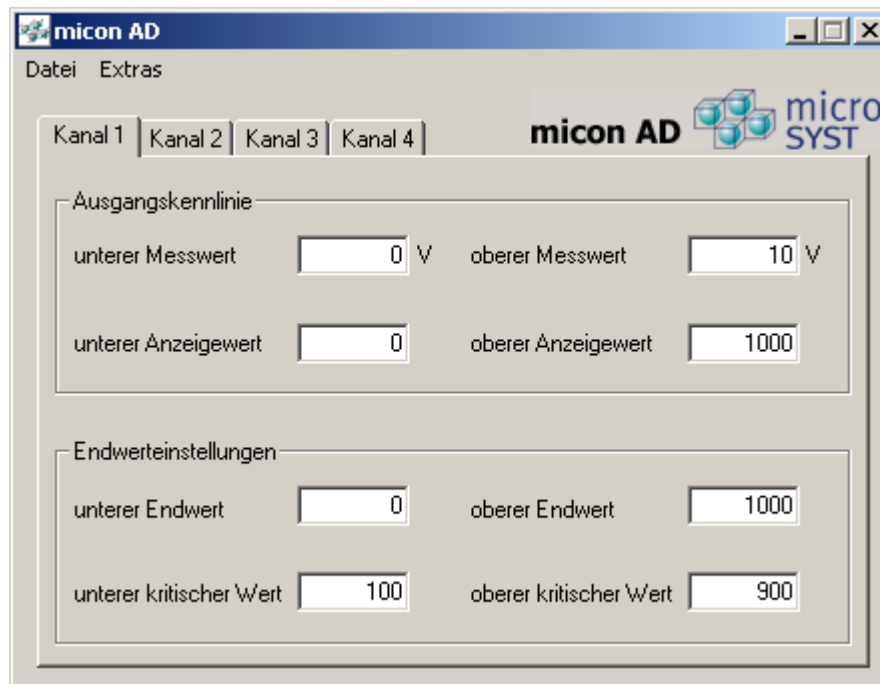 micon AD
Datei Extras
micon AD micro SYST
Kanal 1 Kanal 2 Kanal 3 Kanal 4
Ausgangskennlinie
unterer Messwert 0 V oberer Messwert 10 V
unterer Anzeigewert 0 oberer Anzeigewert 1000
Endwerteinstellungen
unterer Endwert 0 oberer Endwert 1000
unterer kritischer Wert 100 oberer kritischer Wert 900